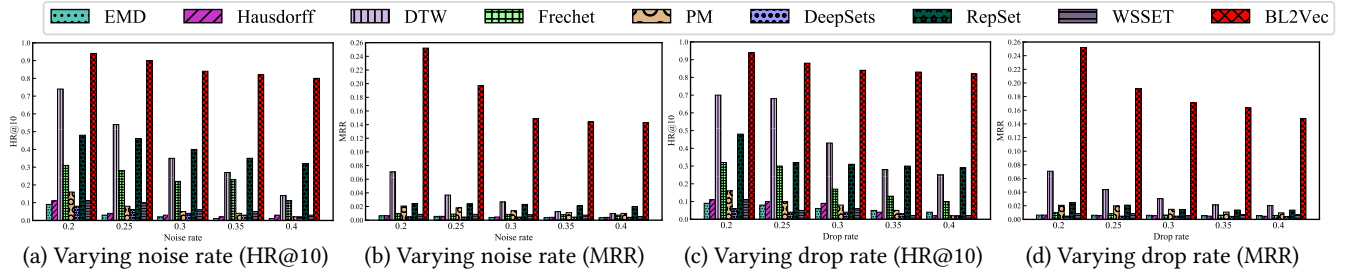 EMD Hausdorff DTW Frechet PM DeepSets RepSet WSSET BL2Vec
HR@10
1.0
0.9
0.8
0.7
0.6
0.5
0.4
0.3
0.2
0.1
0.0
0.2 0.25 0.3 0.35 0.4
Noise rate
(a) Varying noise rate (HR@10)
MRR
0.26
0.24
0.22
0.20
0.18
0.16
0.14
0.12
0.10
0.08
0.06
0.04
0.02
0.00
0.2 0.25 0.3 0.35 0.4
Noise rate
(b) Varying noise rate (MRR)
HR@10
1.0
0.9
0.8
0.7
0.6
0.5
0.4
0.3
0.2
0.1
0.0
0.2 0.25 0.3 0.35 0.4
Drop rate
(c) Varying drop rate (HR@10)
MRR
0.26
0.24
0.22
0.20
0.18
0.16
0.14
0.12
0.10
0.08
0.06
0.04
0.02
0.00
0.2 0.25 0.3 0.35 0.4
Drop rate
(d) Varying drop rate (MRR)